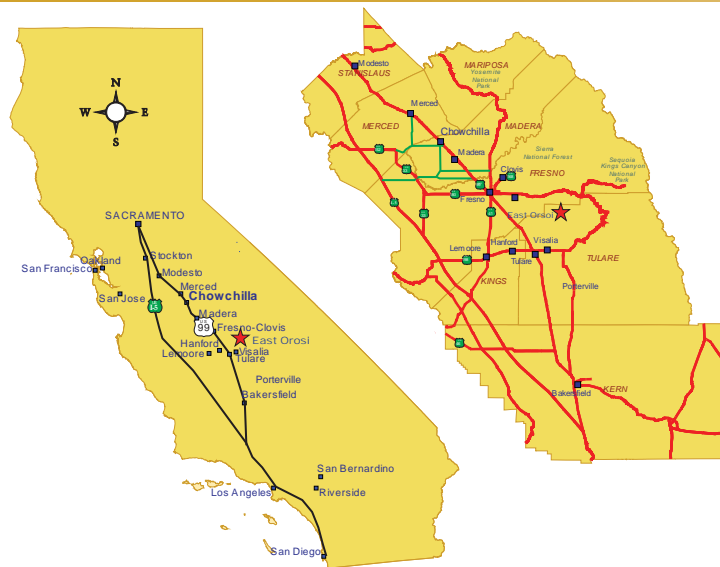 N
W E
S
SACRAMENTO
Stockton
Oakland
San Francisco
Modesto
San Jose
Merced
Chowchilla
Madera
99
Fresno-Clovis
East Orosi
Hanford
Lemoore
Visalia
Tulare
Porterville
Bakersfield
San Bernardino
Los Angeles
Riverside
San Diego
Modesto
STANISLAUS
MARIPOSA
Yosemite
National
Park
Merced
MERCED
Chowchilla
MADERA
Madera
Sierra
National Forest
Sequoia
Kings Canyon
National
Park
Clovis
FRESNO
Fresno
East Orsoi
Lemoore
Hanford
Visalia
Tulare
TULARE
KINGS
Porterville
Bakersfield
KERN